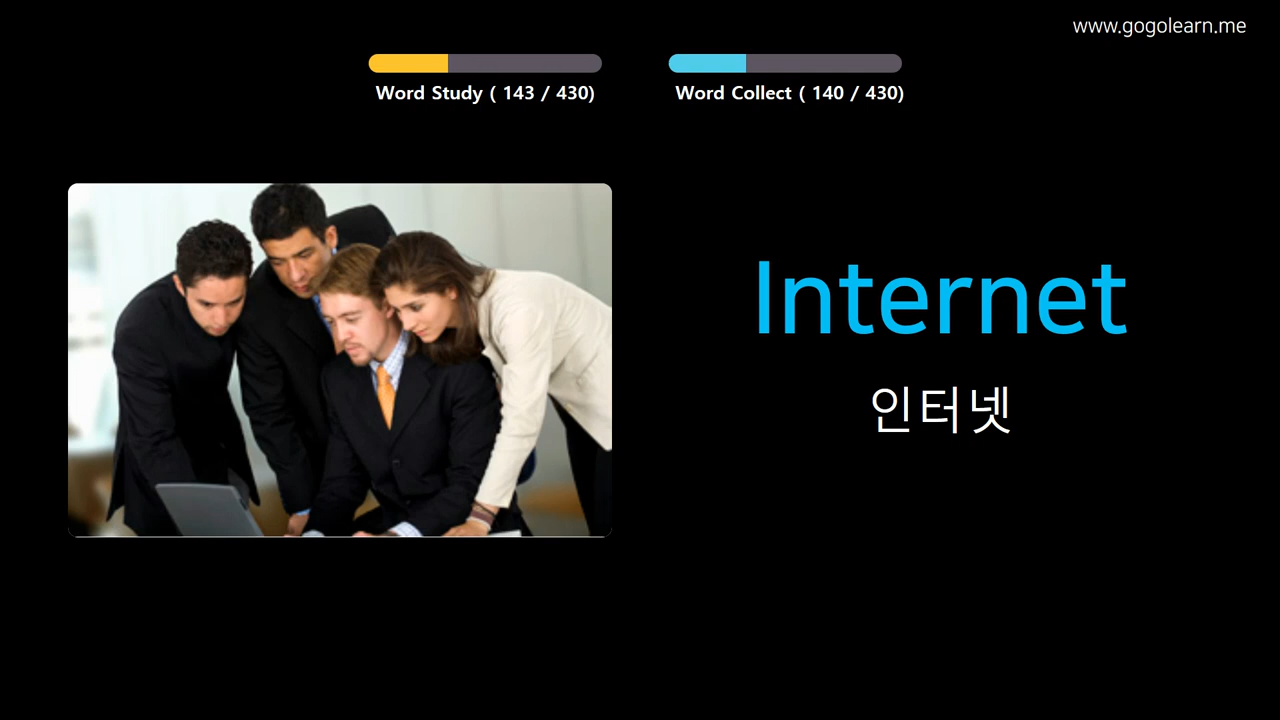 www.gogolearn.me
Word Study ( 143 / 430)
Word Collect ( 140 / 430)
Internet
인터넷